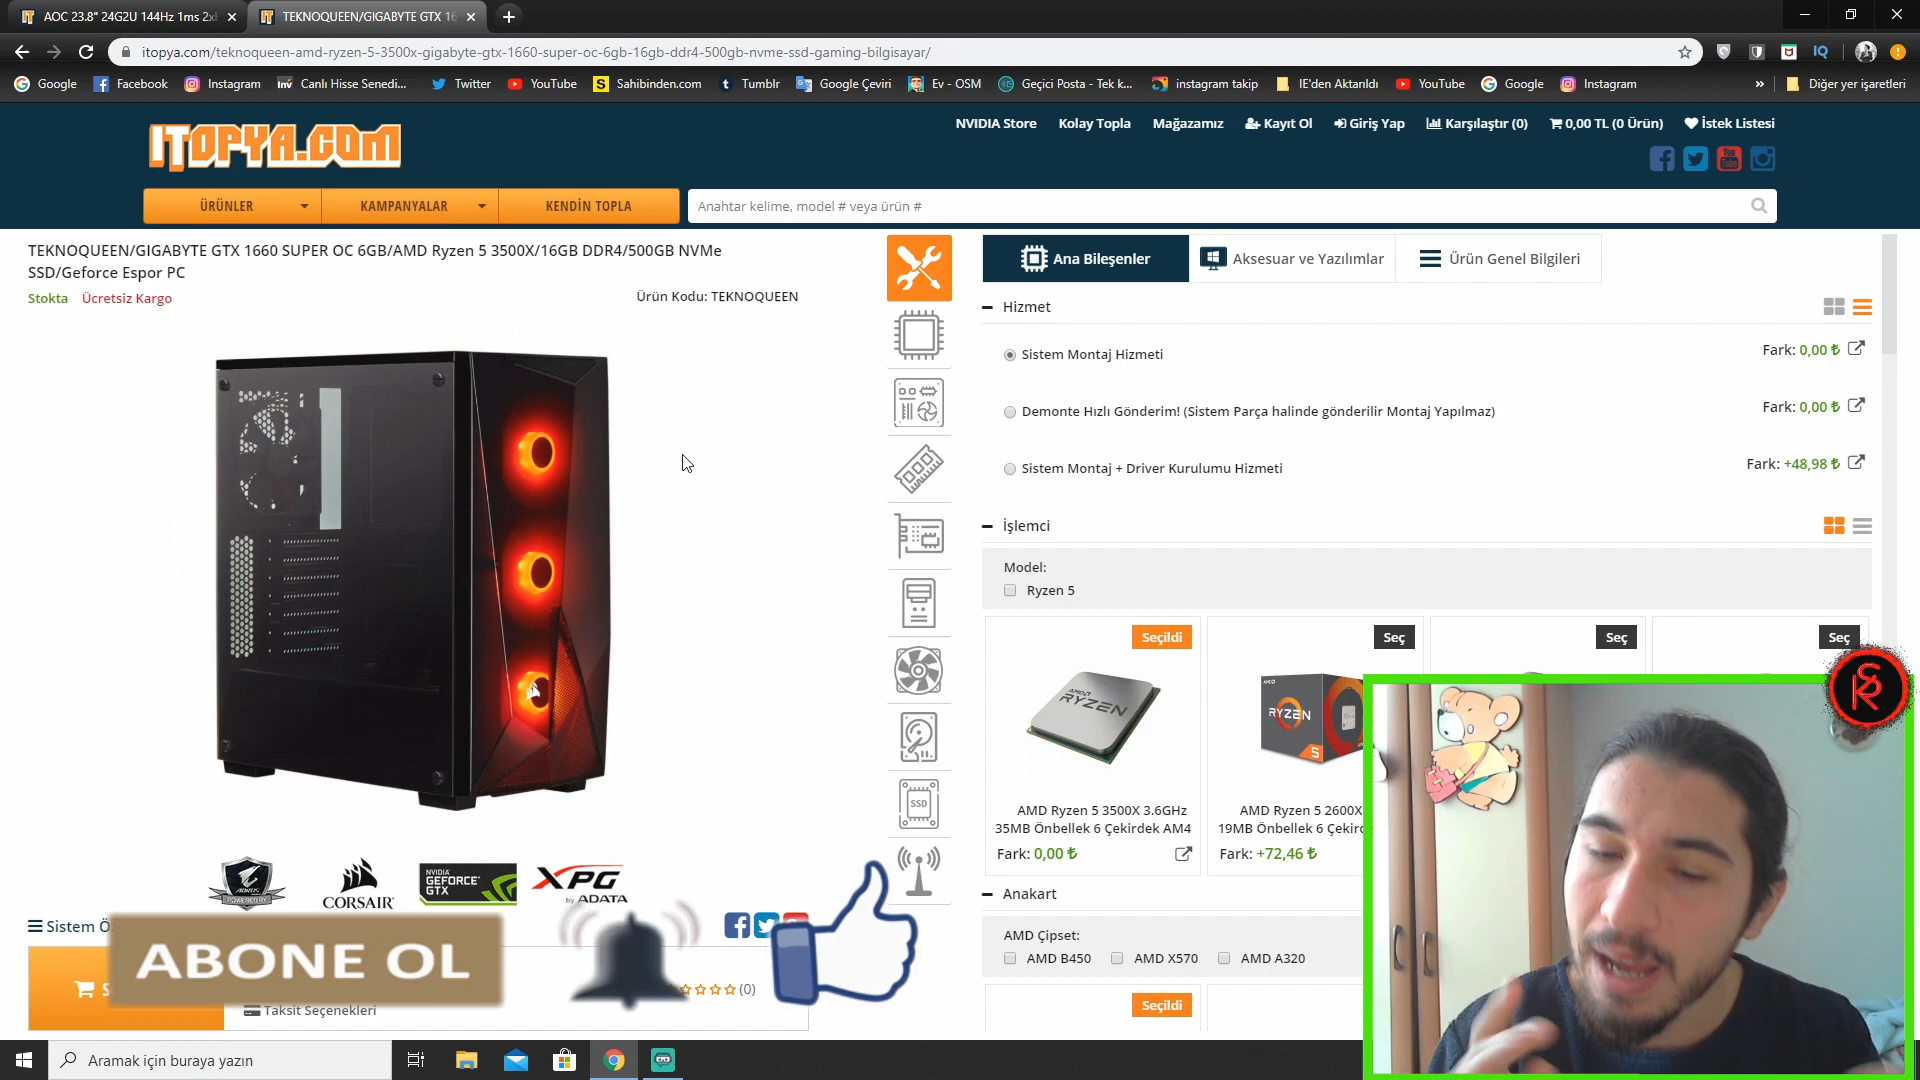 AOC 23.8" 24G2U 144Hz 1ms 2xH
TEKNOQUEEN/GIGABYTE GTX 16
itopya.com/teknoqueen-amd-ryzen-5-3500x-gigabyte-gtx-1660-super-oc-6gb-16gb-ddr4-500gb-nvme-ssd-gaming-bilgisayar/
IQ
Google
Facebook
Instagram
inv Canlı Hisse Senedi...
Twitter
YouTube
S Sahibinden.com
t Tumblr
Google Çeviri
Ev - OSM
Geçici Posta - Tek k...
instagram takip
IE'den Aktarıldı
YouTube
Google
Instagram
»
Diğer yer işaretleri
ITOPYA.COM
NVIDIA Store
Kolay Topla
Mağazamız
Kayıt Ol
Giriş Yap
Karşılaştır (0)
0,00 TL (0 Ürün)
İstek Listesi
ÜRÜNLER
KAMPANYALAR
KENDİN TOPLA
Anahtar kelime, model # veya ürün #
TEKNOQUEEN/GIGABYTE GTX 1660 SUPER OC 6GB/AMD Ryzen 5 3500X/16GB DDR4/500GB NVMe
SSD/Geforce Espor PC
Stokta Ücretsiz Kargo
Ürün Kodu: TEKNOQUEEN
Ana Bileşenler
Aksesuar ve Yazılımlar
Ürün Genel Bilgileri
Hizmet
Sistem Montaj Hizmeti
Fark: 0,00 ₺
Demonte Hızlı Gönderim! (Sistem Parça halinde gönderilir Montaj Yapılmaz)
Fark: 0,00 ₺
Sistem Montaj + Driver Kurulumu Hizmeti
Fark: +48,98 ₺
İşlemci
Model:
Ryzen 5
Seçildi
Seç
Seç
Seç
AMD
RYZEN
RYZEN
5
AMD Ryzen 5 3500X 3.6GHz
35MB Önbellek 6 Çekirdek AM4
Fark: 0,00 ₺
AMD Ryzen 5 2600X
19MB Önbellek 6 Çekird
Fark: +72,46 ₺
SSD
Anakart
AMD Çipset:
AMD B450
AMD X570
AMD A320
Seçildi
AORUS
POWERED BY
CORSAIR
NVIDIA
GEFORCE
GTX
XPG
by ADATA
Sistem Ö
ABONE OL
(0)
Taksit Seçenekleri
Aramak için buraya yazın